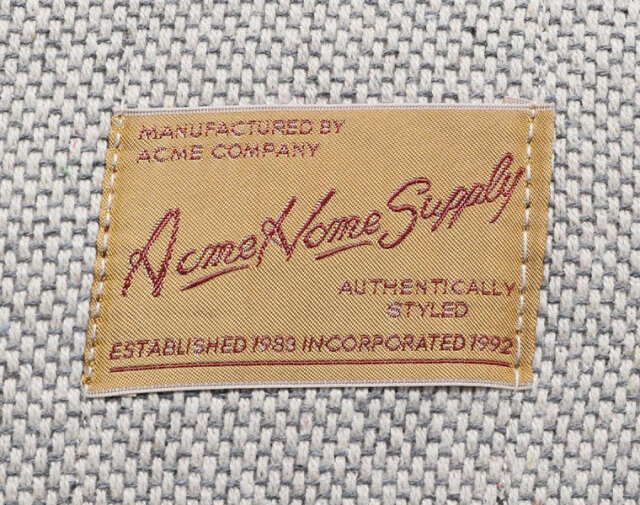 MANUFACTURED BY
ACME COMPANY
Acme Home Supply
AUTHENTICALLY
STYLED
ESTABLISHED 1983 INCORPORATED 1992